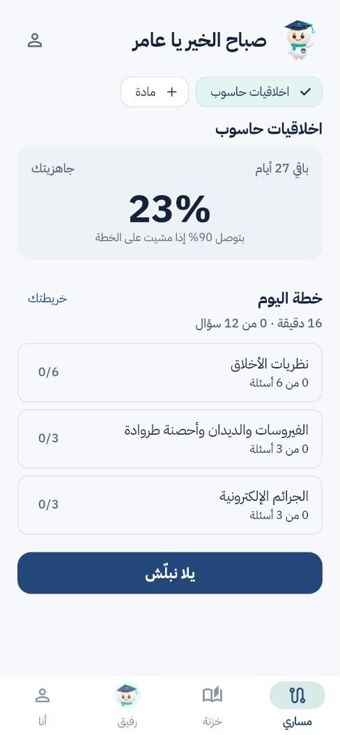 صباح الخير يا عامر
اخلاقيات حاسوب
مادة
اخلاقيات حاسوب
باقي 27 أيام
جاهزيتك
23%
بتوصل 90% إذا مشيت على الخطة
خطة اليوم
خريطتك
16 دقيقة · 0 من 12 سؤال
نظريات الأخلاق
0 من 6 أسئلة
0/6
الفيروسات والديدان وأحصنة طروادة
0 من 3 أسئلة
0/3
الجرائم الإلكترونية
0 من 3 أسئلة
0/3
يلا نبلّش
مساري
خزنة
رفيق
أنا